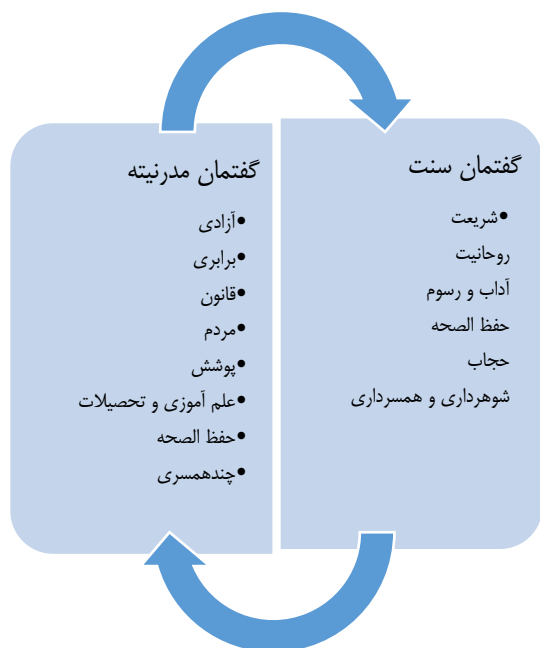 گفتمان سنت
•شریعت
روحانیت
آداب و رسوم
حفظ الصحه
حجاب
شوهرداری و همسرداری
گفتمان مدرنیته
•آزادی
•برابری
•قانون
•مردم
•پوشش
•علم آموزی و تحصیلات
•حفظ الصحه
•چندهمسری